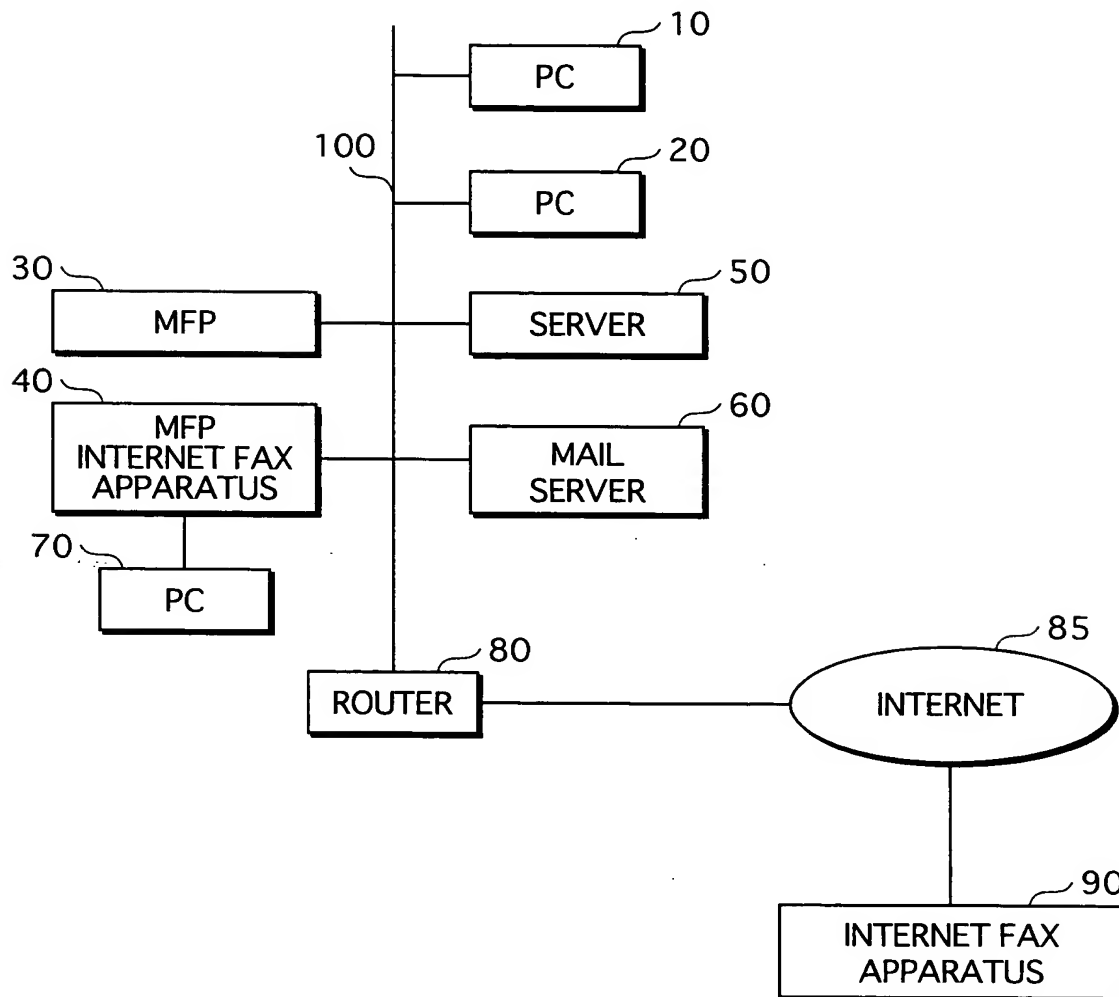 10
PC
100
20
PC
30
MFP
50
SERVER
40
MFP
INTERNET FAX
APPARATUS
60
MAIL
SERVER
70
PC
80
ROUTER
85
INTERNET
90
INTERNET FAX
APPARATUS